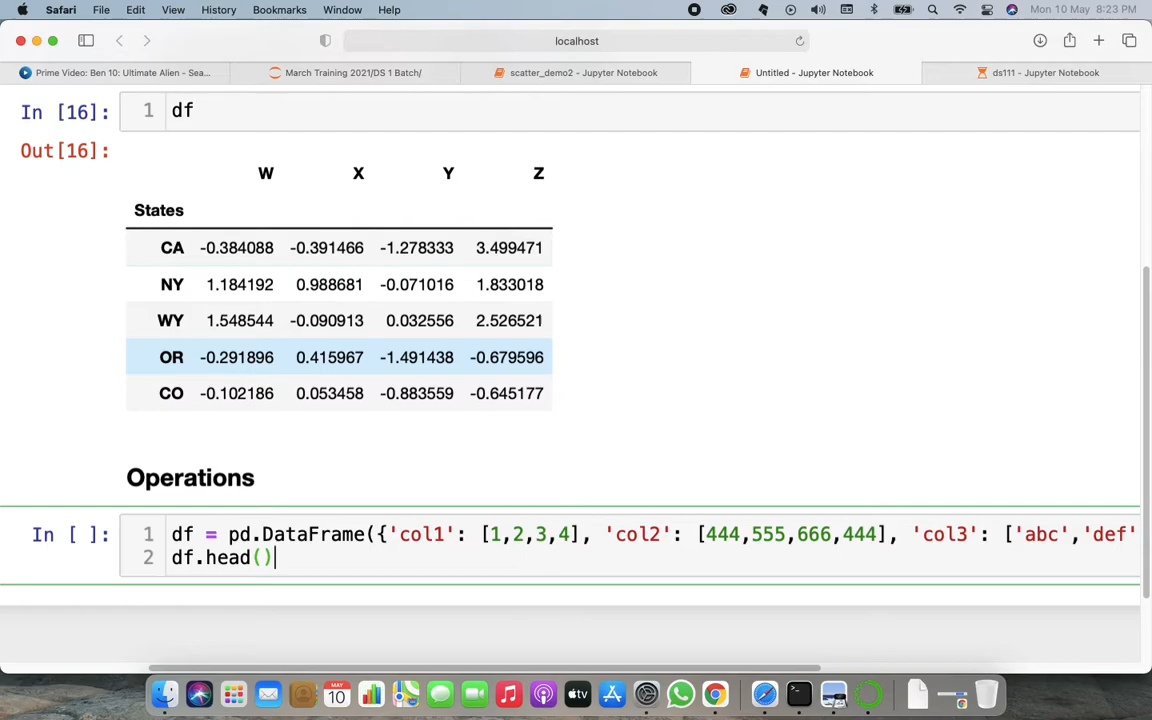 Safari File Edit View History Bookmarks Window Help Mon 10 May 8:23 PM
localhost
Prime Video: Ben 10: Ultimate Alien - Sea... March Training 2021/DS 1 Batch/ scatter_demo2 - Jupyter Notebook Untitled - Jupyter Notebook ds111 - Jupyter Notebook
In [16]: 1 df
Out[16]:
W X Y Z
States
CA -0.384088 -0.391466 -1.278333 3.499471
NY 1.184192 0.988681 -0.071016 1.833018
WY 1.548544 -0.090913 0.032556 2.526521
OR -0.291896 0.415967 -1.491438 -0.679596
CO -0.102186 0.053458 -0.883559 -0.645177
Operations
In [ ]: 1 df = pd.DataFrame({'col1': [1,2,3,4], 'col2': [444,555,666,444], 'col3': ['abc','def'
2 df.head()
MAY
10
tv